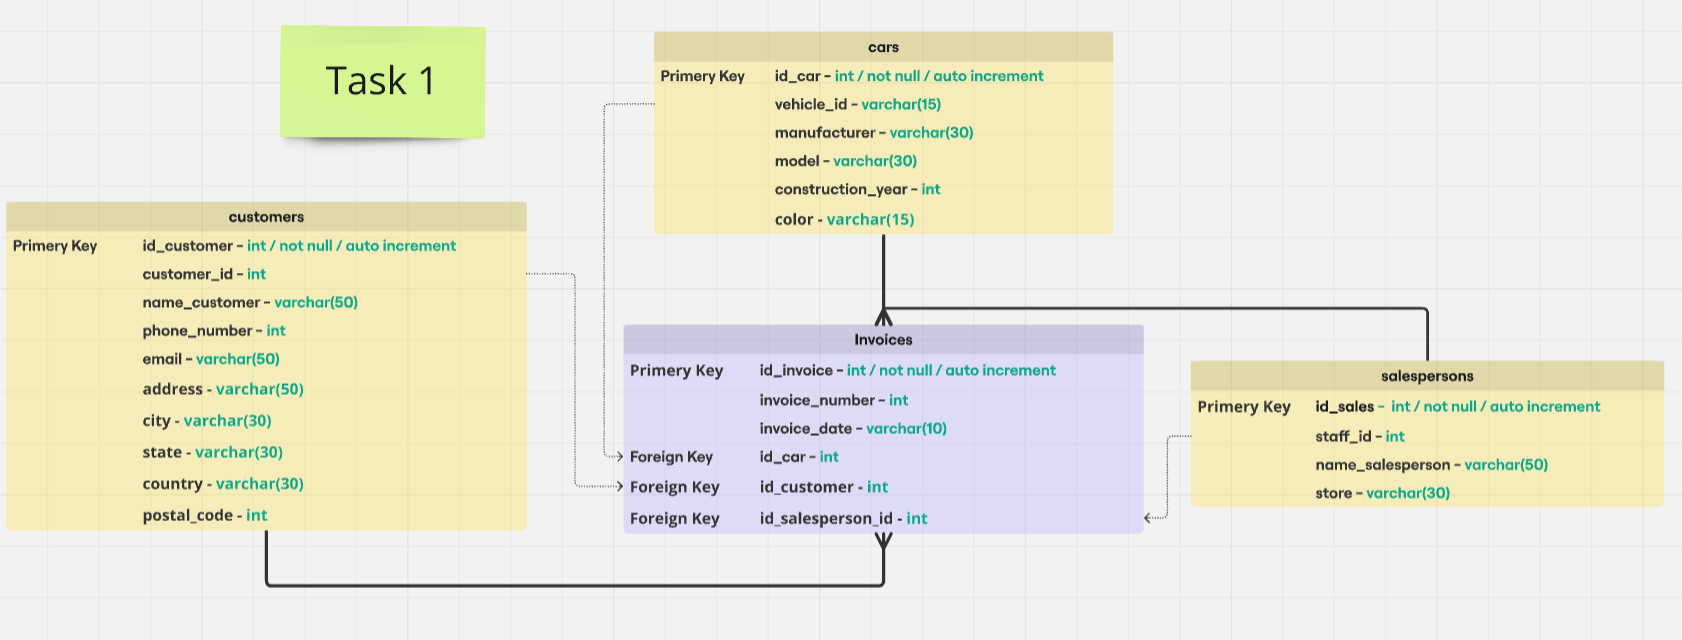 Task 1
cars
Primery Key id_car - int / not null / auto increment
vehicle_id - varchar(15)
manufacturer - varchar(30)
model - varchar(30)
construction_year - int
color - varchar(15)
customers
Primery Key id_customer - int / not null / auto increment
customer_id - int
name_customer - varchar(50)
phone_number - int
email - varchar(50)
address - varchar(50)
city - varchar(30)
state - varchar(30)
country - varchar(30)
postal_code - int
Invoices
Primery Key id_invoice - int / not null / auto increment
invoice_number - int
invoice_date - varchar(10)
Foreign Key id_car - int
Foreign Key id_customer - int
Foreign Key id_salesperson_id - int
salespersons
Primery Key id_sales - int / not null / auto increment
staff_id - int
name_salesperson - varchar(50)
store - varchar(30)